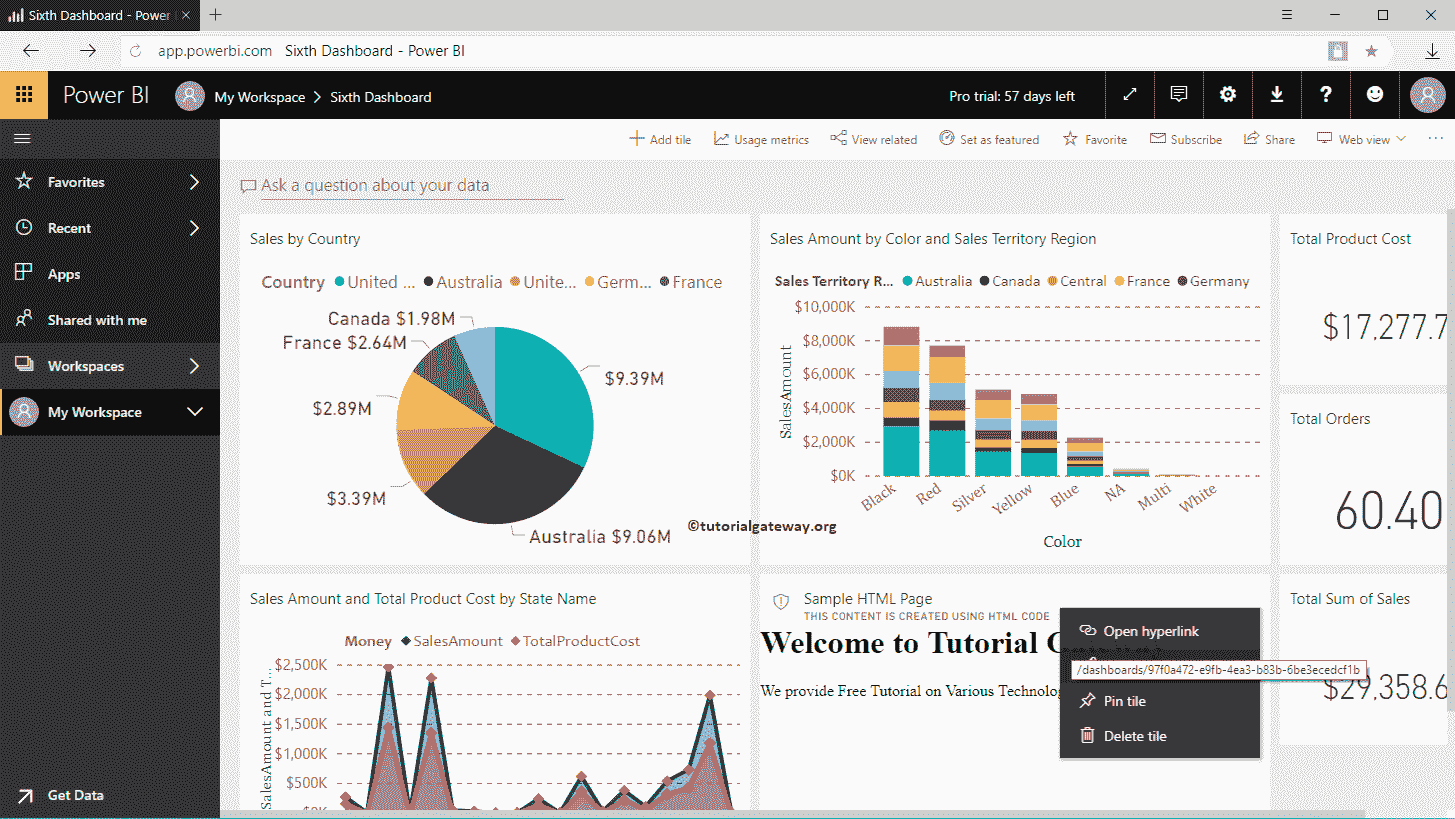 Sixth Dashboard - Power
app.powerbi.com Sixth Dashboard - Power BI
Power BI My Workspace Sixth Dashboard Pro trial: 57 days left
Add tile Usage metrics View related Set as featured Favorite Subscribe Share Web view ...
Favorites
Recent
Apps
Shared with me
Workspaces
My Workspace
Get Data
Ask a question about your data
Sales by Country
Country United ... Australia Unite... Germ... France
Canada $1.98M
France $2.64M
$9.39M
$2.89M
$3.39M
Australia $9.06M
©tutorialgateway.org
Sales Amount by Color and Sales Territory Region
Sales Territory R... Australia Canada Central France Germany
SalesAmount
$10,000K
$8,000K
$6,000K
$4,000K
$2,000K
$0K
Black Red Silver Yellow Blue NA Multi White
Color
Total Product Cost
$17,277.7
Total Orders
60.40
Sales Amount and Total Product Cost by State Name
Money SalesAmount TotalProductCost
SalesAmount and T...
$2,500K
$2,000K
$1,500K
$1,000K
$500K
$0K
Sample HTML Page
THIS CONTENT IS CREATED USING HTML CODE
Welcome to Tutorial
We provide Free Tutorial on Various
Open hyperlink
/dashboards/97f0a472-e9fb-4ea3-b83b-6be3ecedcf1b
Pin tile
Delete tile
Total Sum of Sales
$29,358.6